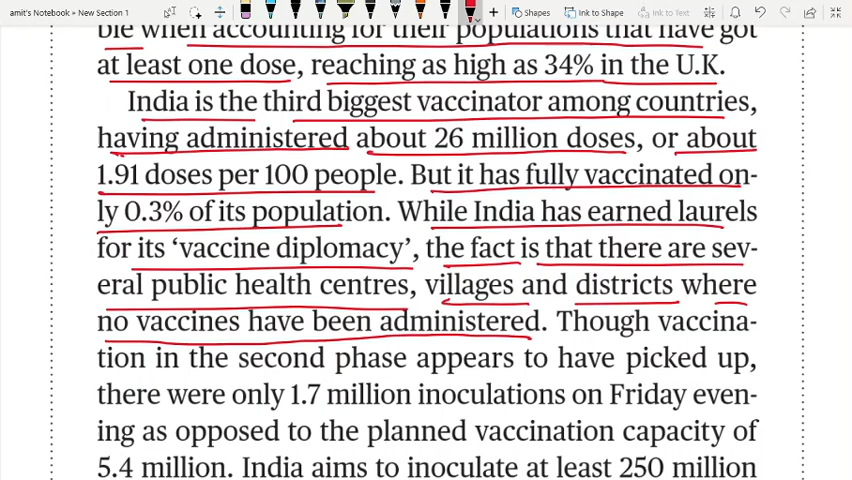 amit's Notebook » New Section 1
Shapes
Ink to Shape
Ink to Text
ble when accounting for their populations that have got
at least one dose, reaching as high as 34% in the U.K.
India is the third biggest vaccinator among countries,
having administered about 26 million doses, or about
1.91 doses per 100 people. But it has fully vaccinated on-
ly 0.3% of its population. While India has earned laurels
for its ‘vaccine diplomacy’, the fact is that there are sev-
eral public health centres, villages and districts where
no vaccines have been administered. Though vaccina-
tion in the second phase appears to have picked up,
there were only 1.7 million inoculations on Friday even-
ing as opposed to the planned vaccination capacity of
5.4 million. India aims to inoculate at least 250 million